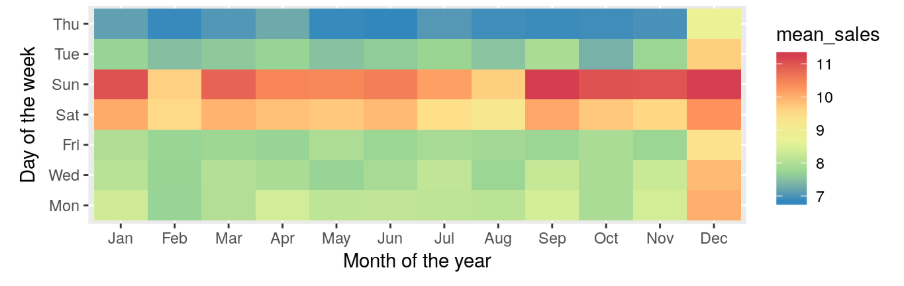 Day of the week
Thu
Tue
Sun
Sat
Fri
Wed
Mon
Jan Feb Mar Apr May Jun Jul Aug Sep Oct Nov Dec
Month of the year
mean_sales
11
10
9
8
7